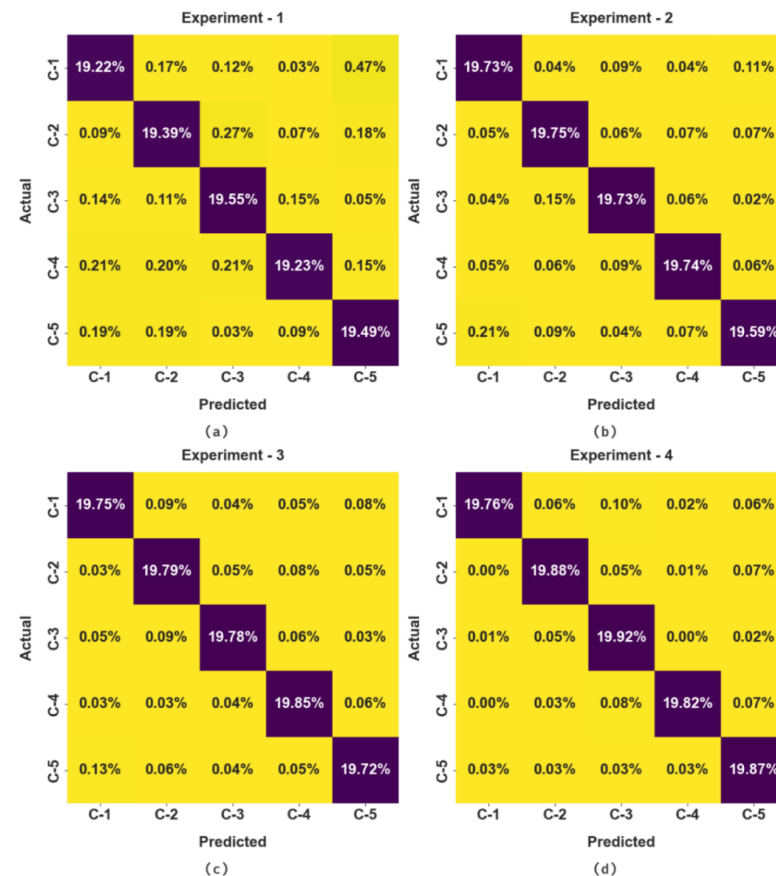 Experiment - 1
C-1 19.22% 0.17% 0.12% 0.03% 0.47%
C-2 0.09% 19.39% 0.27% 0.07% 0.18%
C-3 0.14% 0.11% 19.55% 0.15% 0.05%
C-4 0.21% 0.20% 0.21% 19.23% 0.15%
C-5 0.19% 0.19% 0.03% 0.09% 19.49%
Actual
C-1 C-2 C-3 C-4 C-5
Predicted
(a)
Experiment - 2
C-1 19.73% 0.04% 0.09% 0.04% 0.11%
C-2 0.05% 19.75% 0.06% 0.07% 0.07%
C-3 0.04% 0.15% 19.73% 0.06% 0.02%
C-4 0.05% 0.06% 0.09% 19.74% 0.06%
C-5 0.21% 0.09% 0.04% 0.07% 19.59%
Actual
C-1 C-2 C-3 C-4 C-5
Predicted
(b)
Experiment - 3
C-1 19.75% 0.09% 0.04% 0.05% 0.08%
C-2 0.03% 19.79% 0.05% 0.08% 0.05%
C-3 0.05% 0.09% 19.78% 0.06% 0.03%
C-4 0.03% 0.03% 0.04% 19.85% 0.06%
C-5 0.13% 0.06% 0.04% 0.05% 19.72%
Actual
C-1 C-2 C-3 C-4 C-5
Predicted
(c)
Experiment - 4
C-1 19.76% 0.06% 0.10% 0.02% 0.06%
C-2 0.00% 19.88% 0.05% 0.01% 0.07%
C-3 0.01% 0.05% 19.92% 0.00% 0.02%
C-4 0.00% 0.03% 0.08% 19.82% 0.07%
C-5 0.03% 0.03% 0.03% 0.03% 19.87%
Actual
C-1 C-2 C-3 C-4 C-5
Predicted
(d)